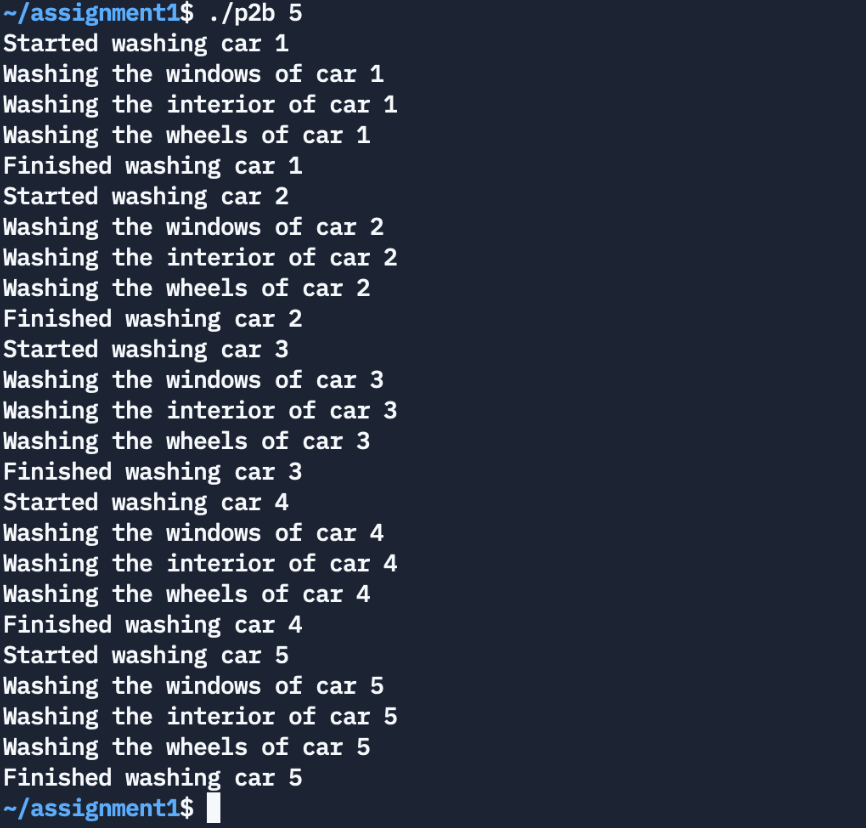 ~/assignment1$ ./p2b 5
Started washing car 1
Washing the windows of car 1
Washing the interior of car 1
Washing the wheels of car 1
Finished washing car 1
Started washing car 2
Washing the windows of car 2
Washing the interior of car 2
Washing the wheels of car 2
Finished washing car 2
Started washing car 3
Washing the windows of car 3
Washing the interior of car 3
Washing the wheels of car 3
Finished washing car 3
Started washing car 4
Washing the windows of car 4
Washing the interior of car 4
Washing the wheels of car 4
Finished washing car 4
Started washing car 5
Washing the windows of car 5
Washing the interior of car 5
Washing the wheels of car 5
Finished washing car 5
~/assignment1$